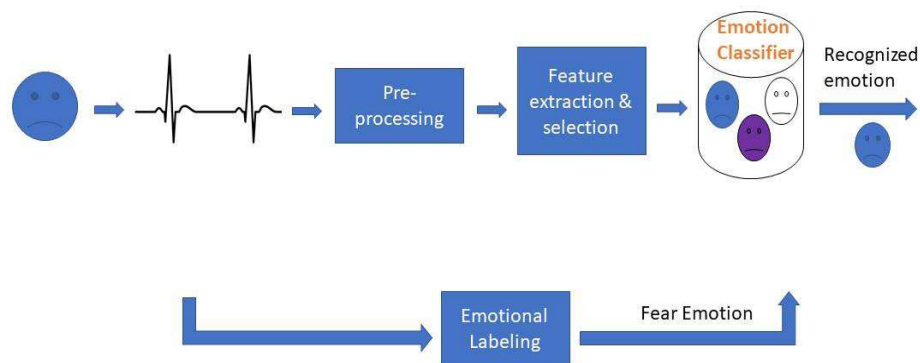 Emotion
Classifier
Recognized
emotion
Pre-
processing
Feature
extraction &
selection
Emotional
Labeling
Fear Emotion